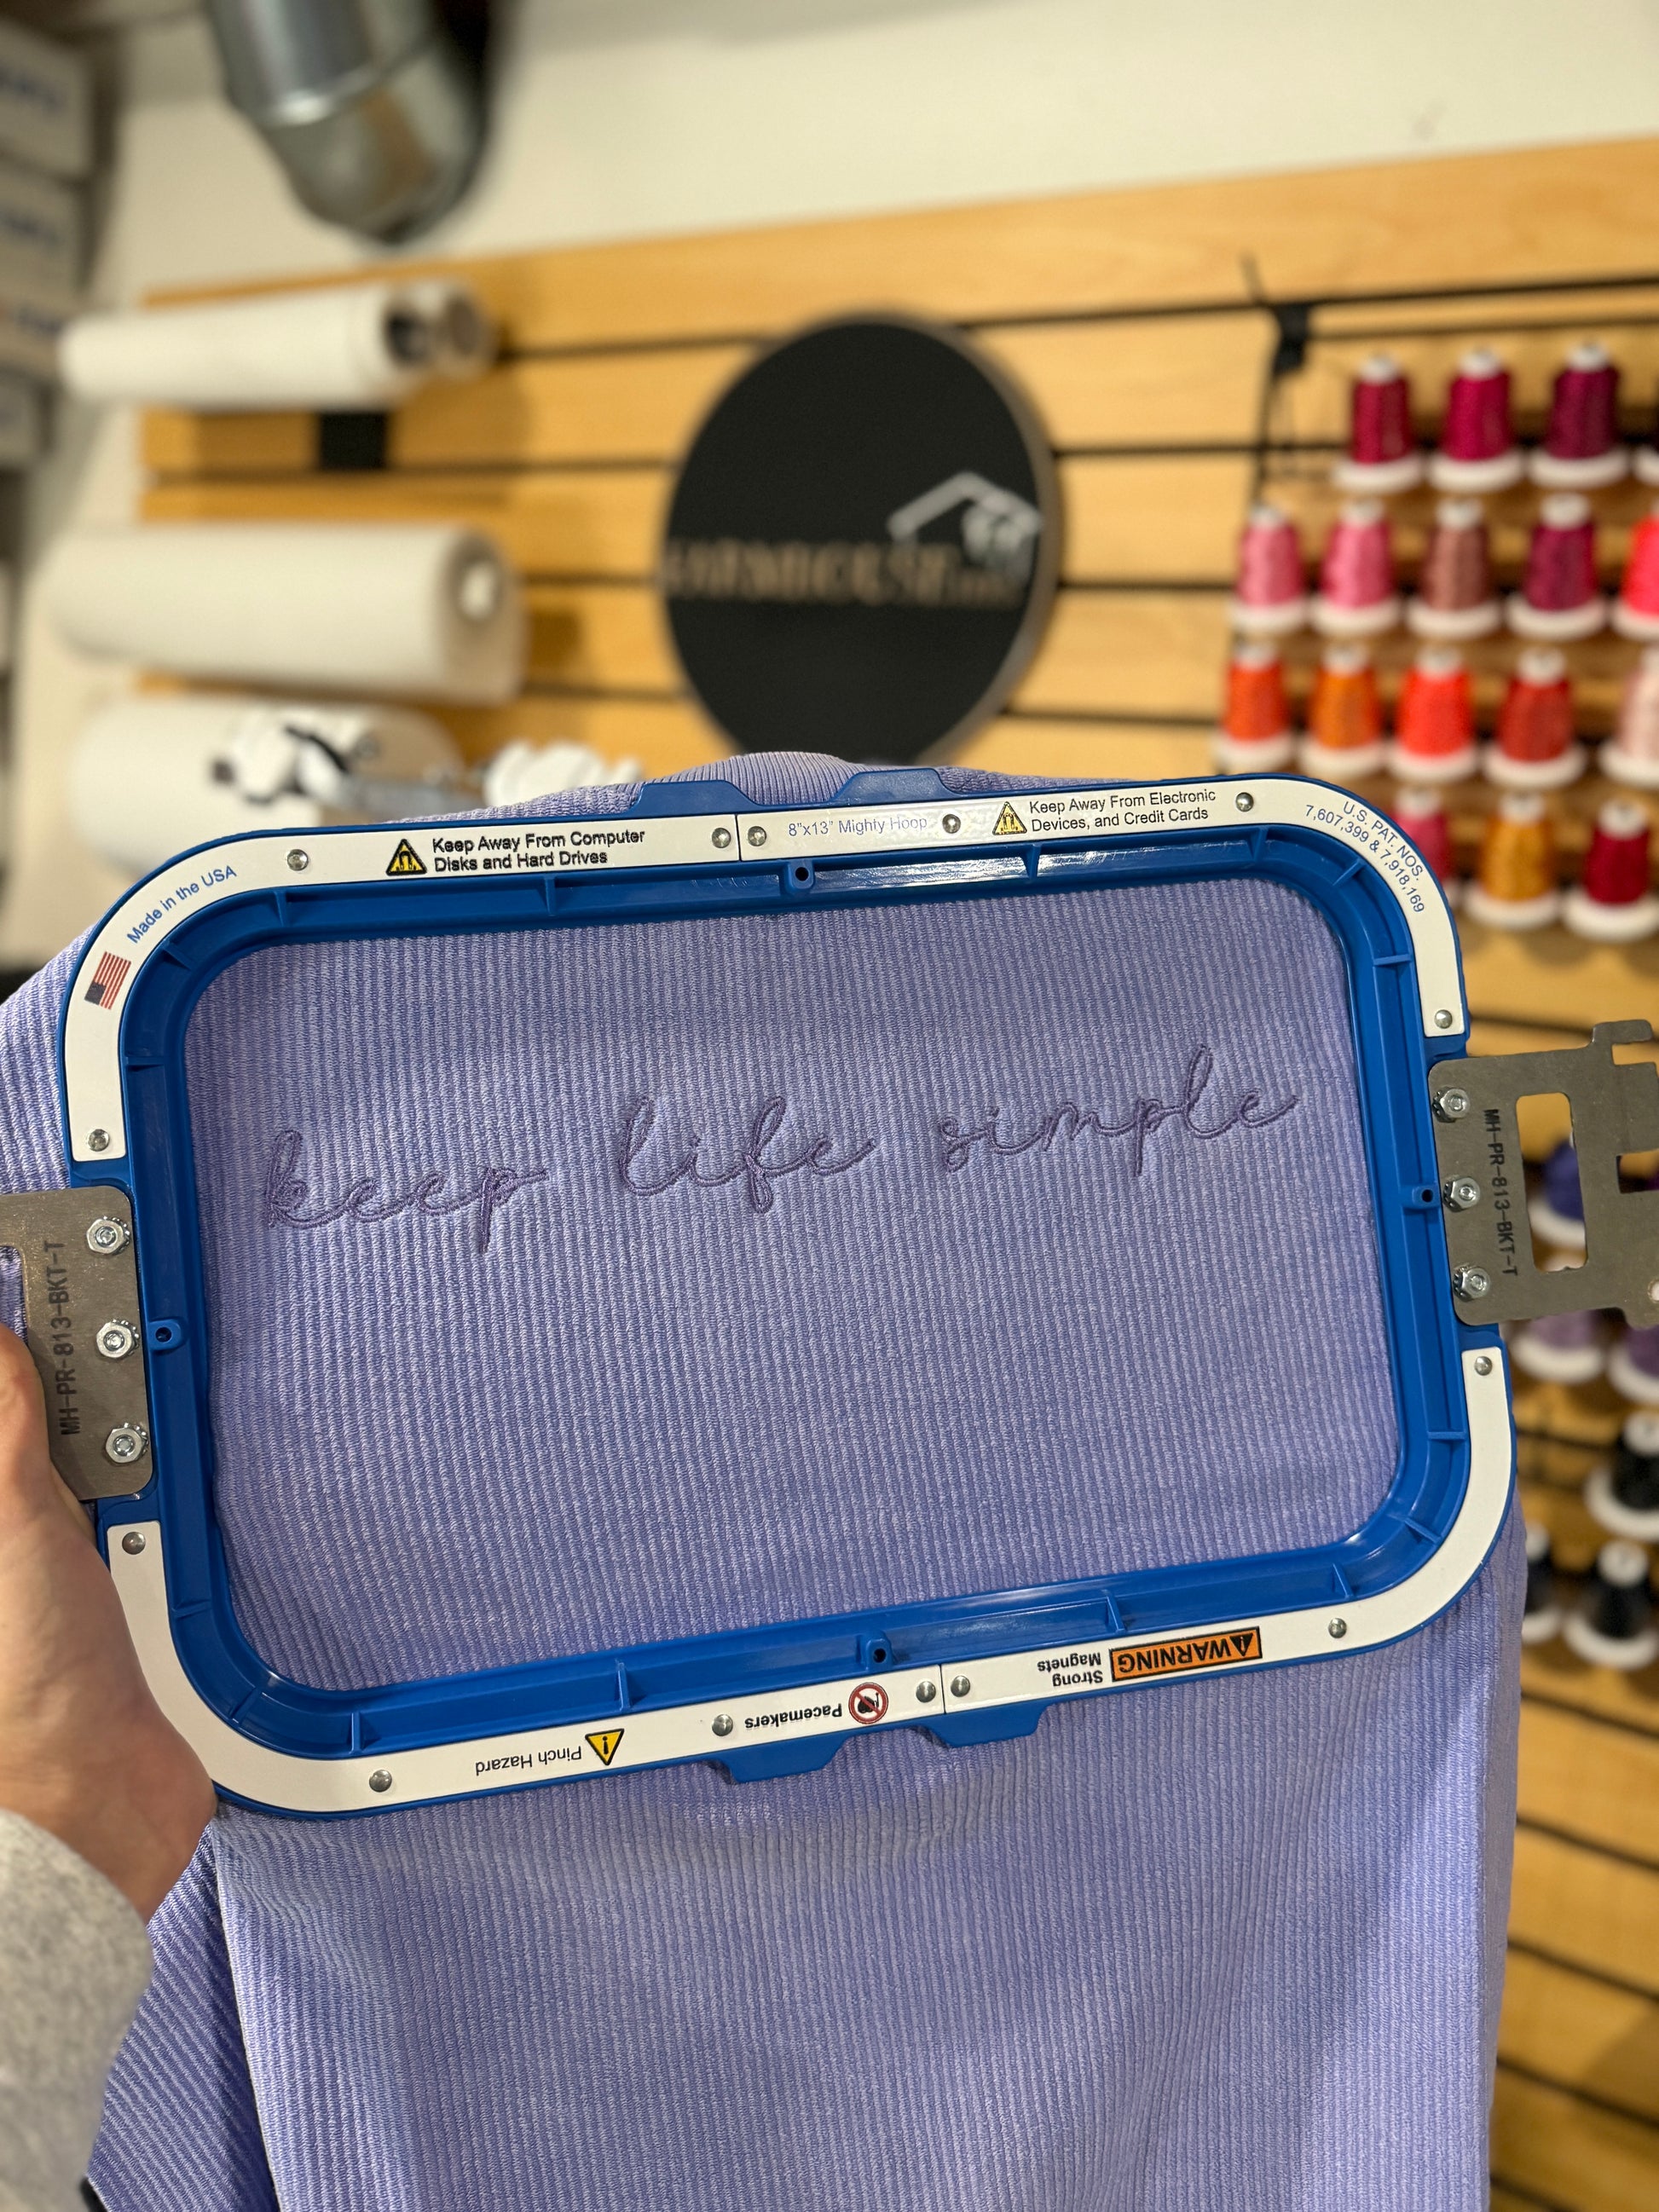 Keep Away From Computer
Disks and Hard Drives
8"x13" Mighty Hoop
Keep Away From Electronic
Devices, and Credit Cards
U.S. PAT. NOS.
7,607,399 & 7,918,169
Made in the USA
keep life simple
MH-PR-813-BKT-T
MH-PR-813-BKT-T
WARNING
Strong
Magnets
Pacemakers
Pinch Hazard